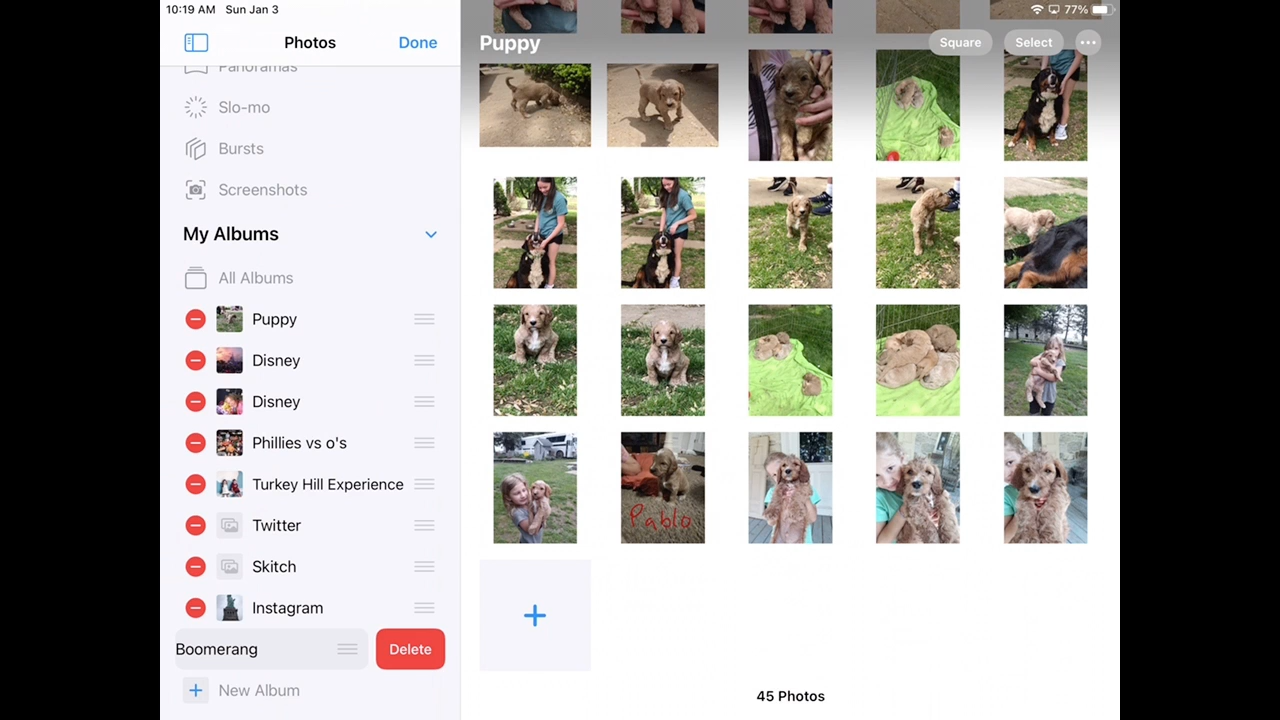 10:19 AM Sun Jan 3
77%
Photos
Done
Puppy
Square
Select
Panoramas
Slo-mo
Bursts
Screenshots
My Albums
All Albums
Puppy
Disney
Disney
Phillies vs o's
Turkey Hill Experience
Twitter
Skitch
Instagram
Boomerang
Delete
New Album
Pablo
45 Photos